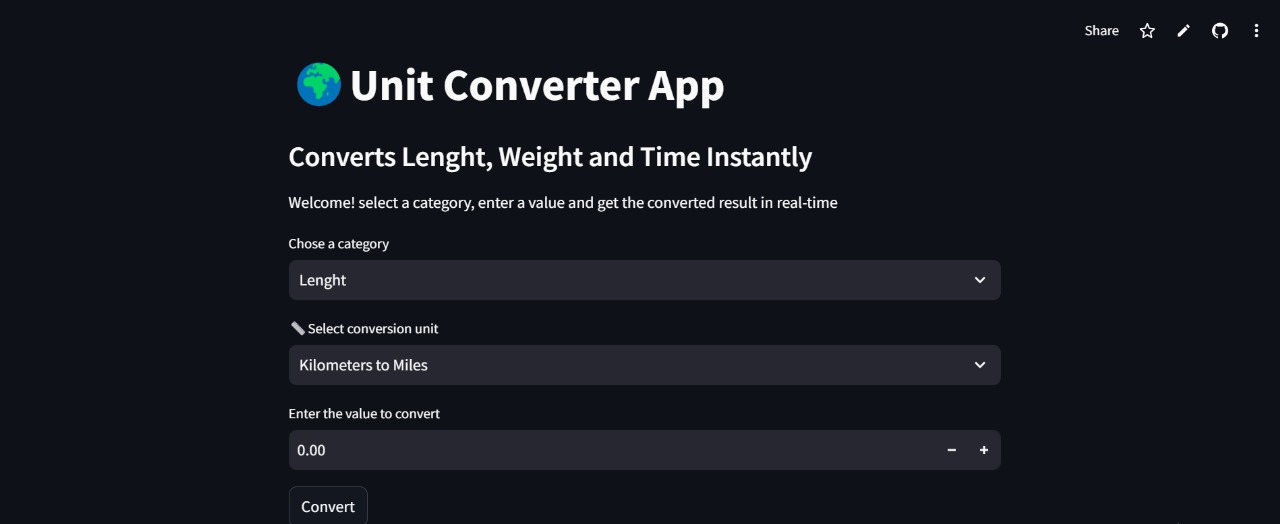 Share
Unit Converter App
Converts Lenght, Weight and Time Instantly
Welcome! select a category, enter a value and get the converted result in real-time
Chose a category
Lenght
Select conversion unit
Kilometers to Miles
Enter the value to convert
0.00
Convert